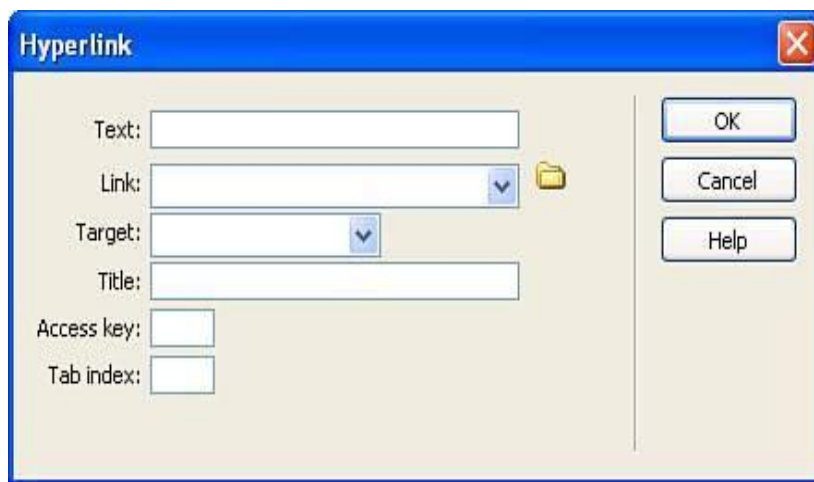 Hyperlink
Text:
OK
Link:
Cancel
Target:
Help
Title:
Access key:
Tab index: